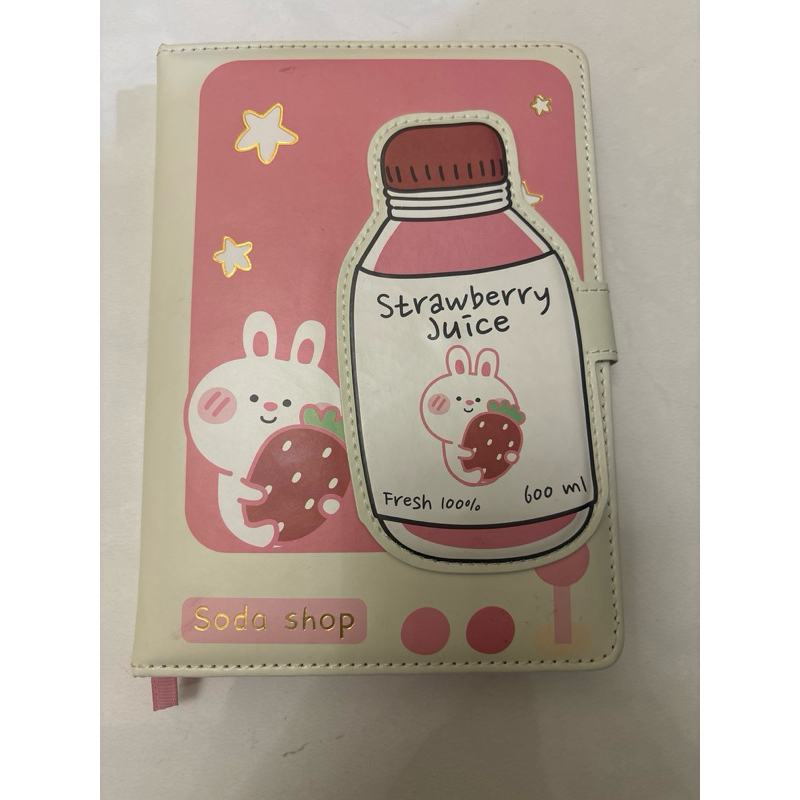 Strawberry
Juice
Fresh 100%
600 ml
Soda shop